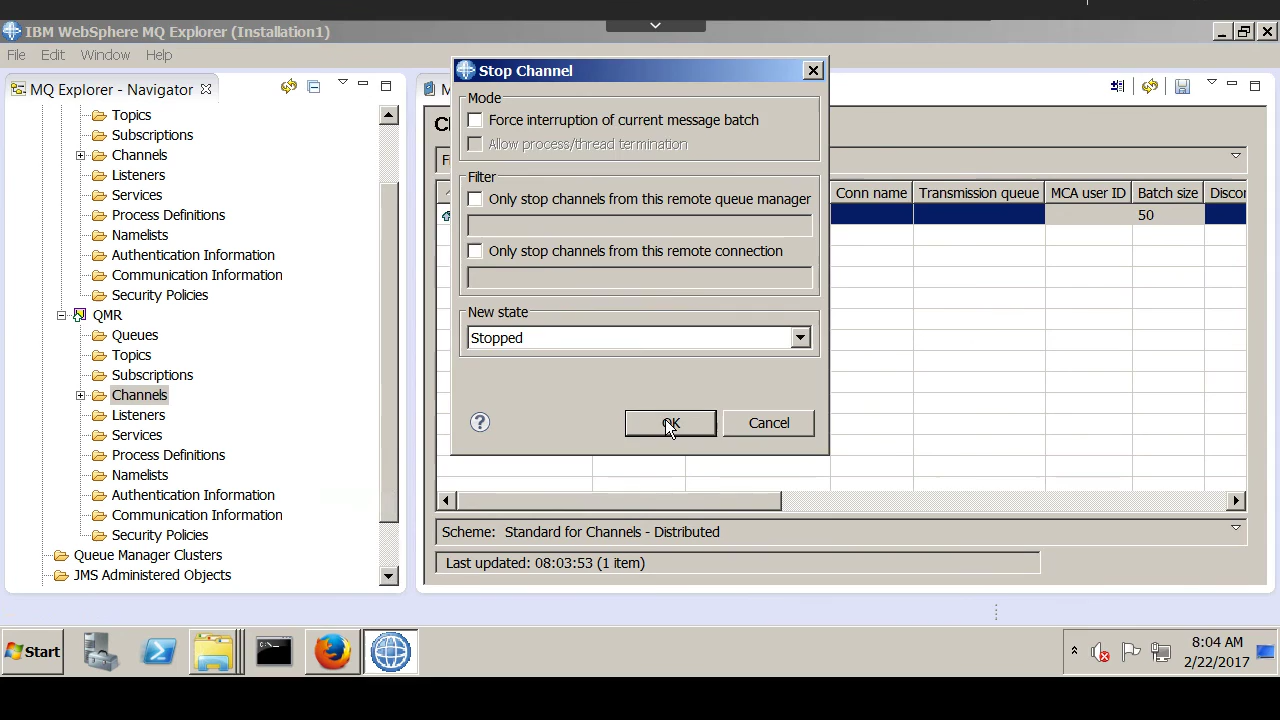 IBM WebSphere MQ Explorer (Installation1)
File Edit Window Help
MQ Explorer - Navigator
Topics
Subscriptions
Channels
Listeners
Services
Process Definitions
Namelists
Authentication Information
Communication Information
Security Policies
QMR
Queues
Topics
Subscriptions
Channels
Listeners
Services
Process Definitions
Namelists
Authentication Information
Communication Information
Security Policies
Queue Manager Clusters
JMS Administered Objects
Stop Channel
Mode
Force interruption of current message batch
Allow process/thread termination
Filter
Only stop channels from this remote queue manager
Only stop channels from this remote connection
New state
Stopped
OK Cancel
Conn name Transmission queue MCA user ID Batch size Discor
50
Scheme: Standard for Channels - Distributed
Last updated: 08:03:53 (1 item)
Start
8:04 AM
2/22/2017